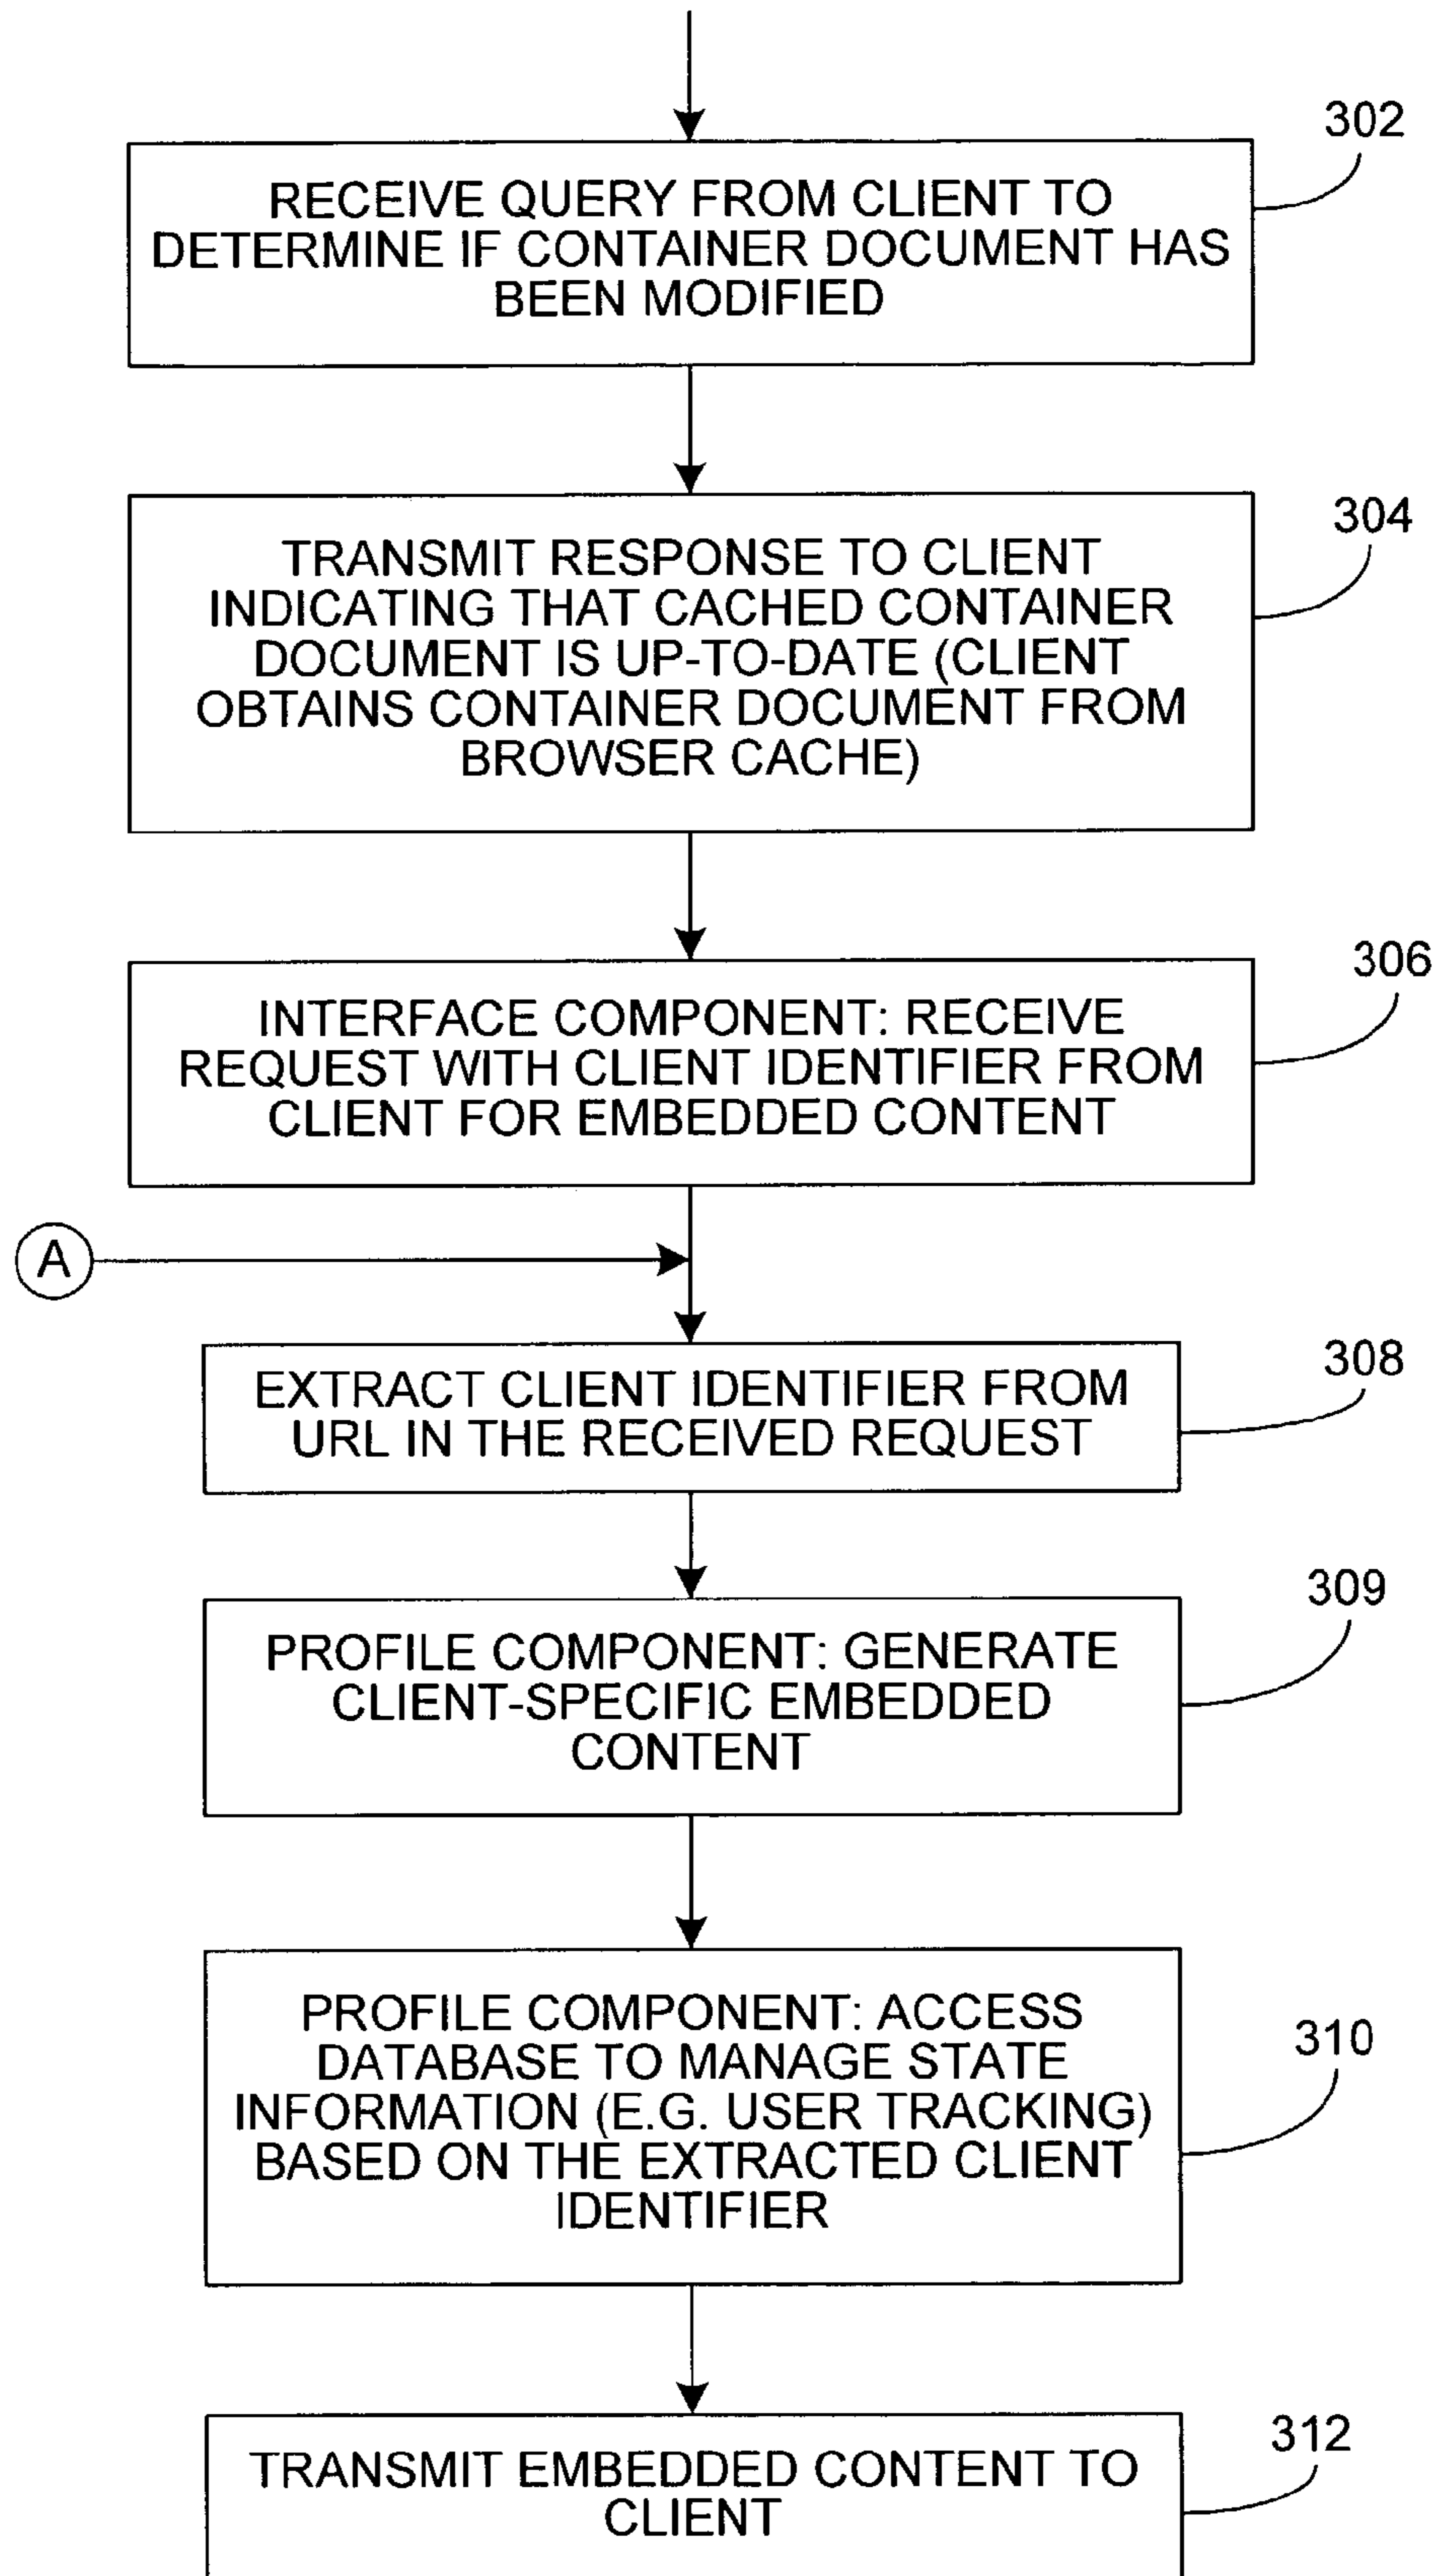 302
RECEIVE QUERY FROM CLIENT TO
DETERMINE IF CONTAINER DOCUMENT HAS
BEEN MODIFIED
304
TRANSMIT RESPONSE TO CLIENT
INDICATING THAT CACHED CONTAINER
DOCUMENT IS UP-TO-DATE (CLIENT
OBTAINS CONTAINER DOCUMENT FROM
BROWSER CACHE)
306
INTERFACE COMPONENT: RECEIVE
REQUEST WITH CLIENT IDENTIFIER FROM
CLIENT FOR EMBEDDED CONTENT
A
308
EXTRACT CLIENT IDENTIFIER FROM
URL IN THE RECEIVED REQUEST
309
PROFILE COMPONENT: GENERATE
CLIENT-SPECIFIC EMBEDDED
CONTENT
310
PROFILE COMPONENT: ACCESS
DATABASE TO MANAGE STATE
INFORMATION (E.G. USER TRACKING)
BASED ON THE EXTRACTED CLIENT
IDENTIFIER
312
TRANSMIT EMBEDDED CONTENT TO
CLIENT